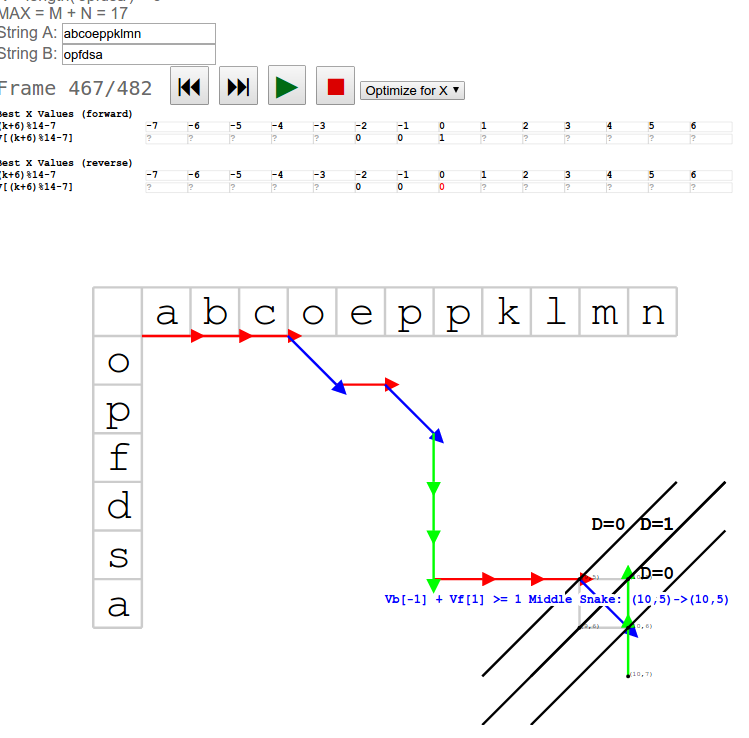 MAX = M + N = 17
String A: abcoeppklmn
String B: opfdsa
Frame 467/482
Optimize for X
Best X Values (forward)
(k+6)%14-7 -7 -6 -5 -4 -3 -2 -1 0 1 2 3 4 5 6
V[(k+6)%14-7] ? ? ? ? ? 0 0 1 ? ? ? ? ? ?
Best X Values (reverse)
(k+6)%14-7 -7 -6 -5 -4 -3 -2 -1 0 1 2 3 4 5 6
V[(k+6)%14-7] ? ? ? ? ? 0 0 0 ? ? ? ? ? ?
a b c o e p p k l m n
o
p
f
d
D=0 D=1
s
D=0
a
Vb[-1] + Vf[1] >= 1 Middle Snake: (10,5)->(10,5)
(10,6)
(10,7)